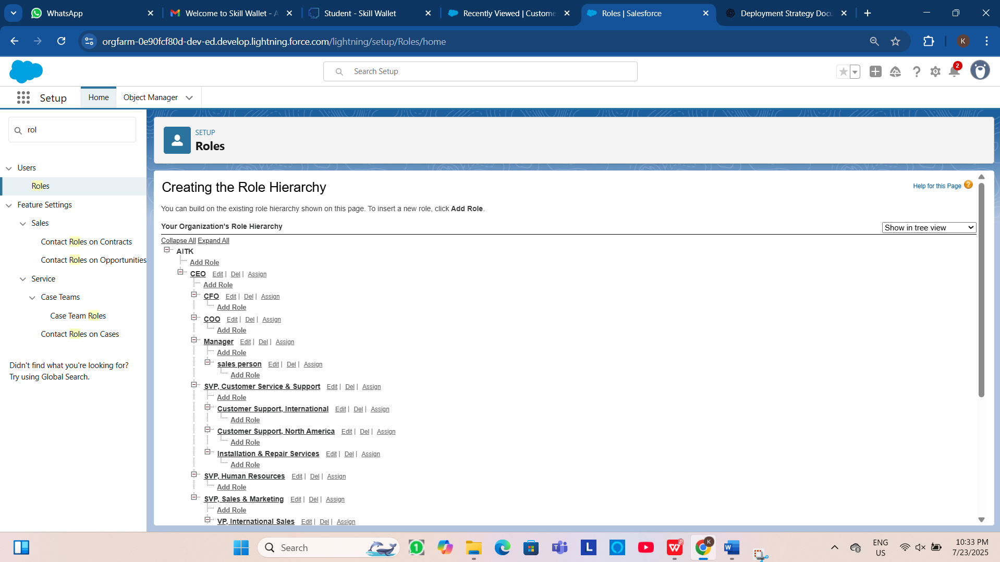 WhatsApp
Welcome to Skill Wallet - A
Student - Skill Wallet
Recently Viewed | Custome
Roles | Salesforce
Deployment Strategy Docu
orgfarm-0e90fcf80d-dev-ed.develop.lightning.force.com/lightning/setup/Roles/home
K
Search Setup
2
Setup
Home
Object Manager
rol
Users
Roles
Feature Settings
Sales
Contact Roles on Contracts
Contact Roles on Opportunities
Service
Case Teams
Case Team Roles
Contact Roles on Cases
Didn't find what you're looking for?
Try using Global Search.
SETUP
Roles
Creating the Role Hierarchy
Help for this Page ?
You can build on the existing role hierarchy shown on this page. To insert a new role, click Add Role.
Your Organization's Role Hierarchy
Show in tree view
Collapse All Expand All
AITK
Add Role
CEO Edit | Del | Assign
Add Role
CFO Edit | Del | Assign
Add Role
COO Edit | Del | Assign
Add Role
Manager Edit | Del | Assign
Add Role
sales person Edit | Del | Assign
Add Role
SVP, Customer Service & Support Edit | Del | Assign
Add Role
Customer Support, International Edit | Del | Assign
Add Role
Customer Support, North America Edit | Del | Assign
Add Role
Installation & Repair Services Edit | Del | Assign
Add Role
SVP, Human Resources Edit | Del | Assign
Add Role
SVP, Sales & Marketing Edit | Del | Assign
Add Role
VP, International Sales Edit | Del | Assign
Search
1
L
W
K
W
ENG
US
10:33 PM
7/23/2025